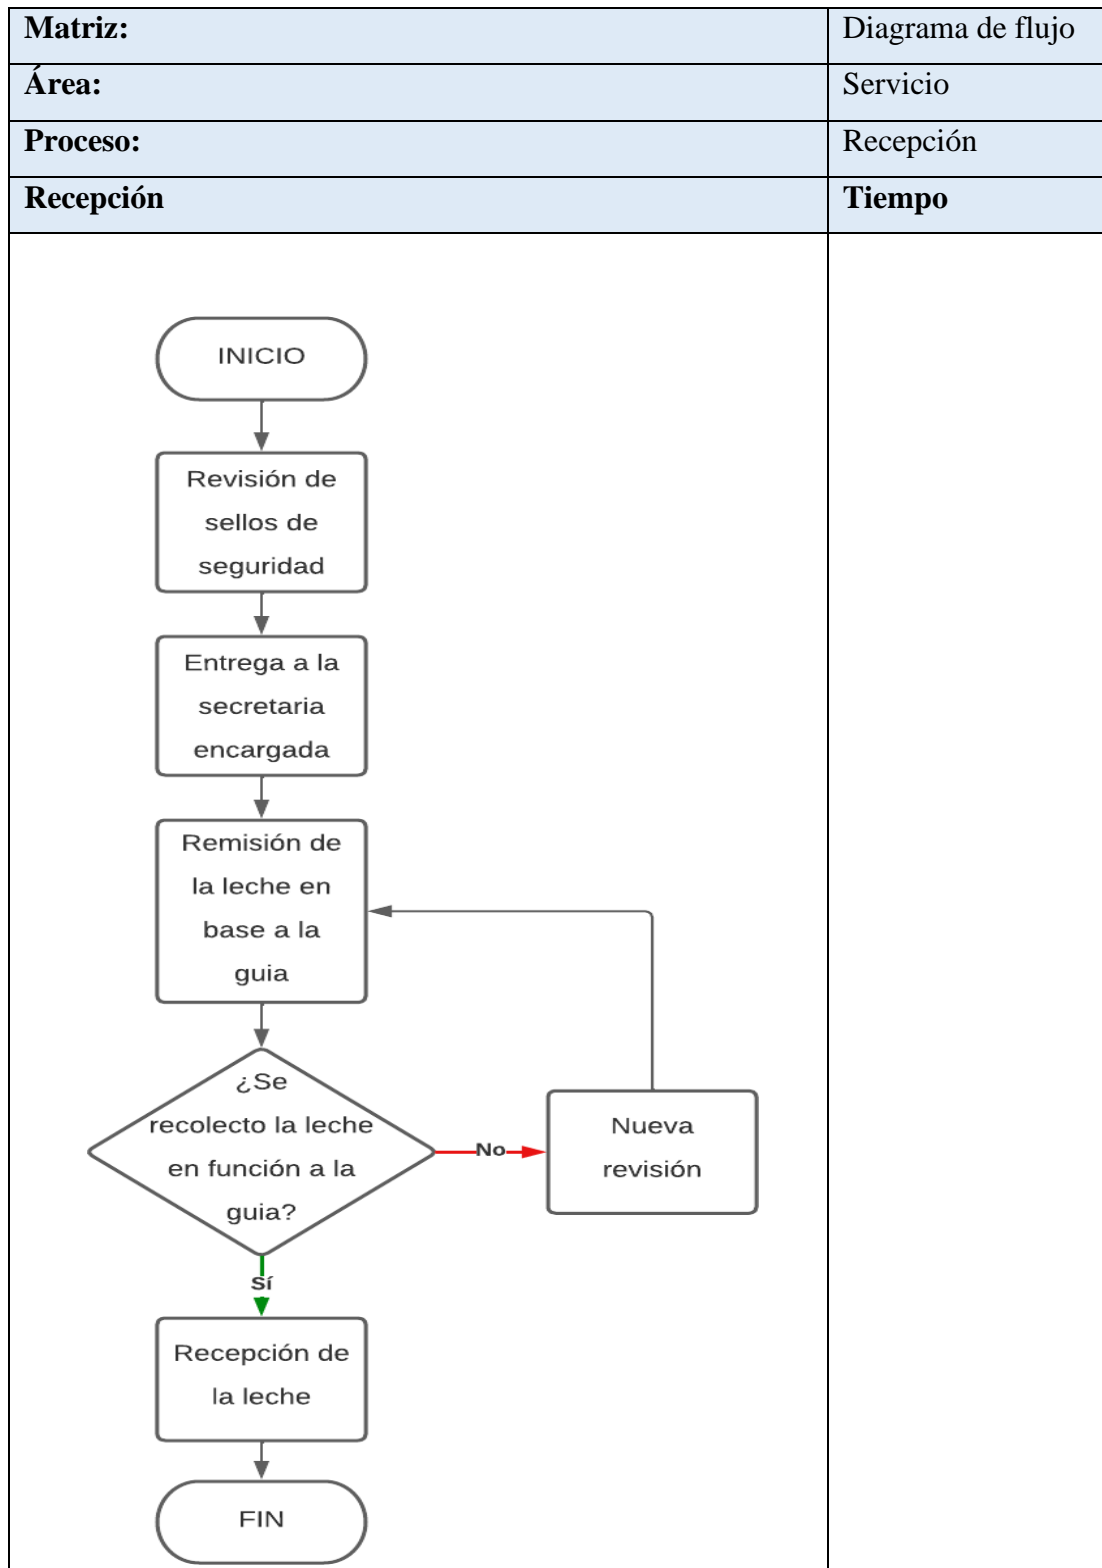 Matriz:
Diagrama de flujo
Área:
Servicio
Proceso:
Recepción
Recepción
Tiempo
INICIO
Revisión de
sellos de
seguridad
Entrega a la
secretaria
encargada
Remisión de
la leche en
base a la
guia
¿Se
recolecto la leche
en función a la
guia?
No
Nueva
revisión
Sí
Recepción de
la leche
FIN